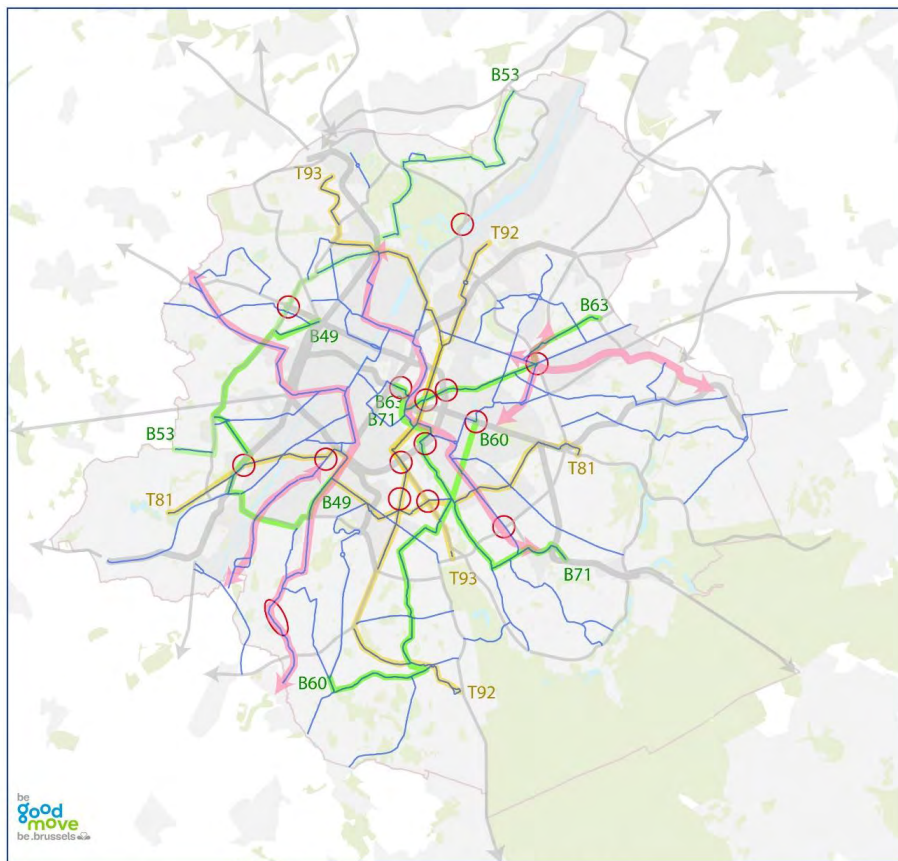 B53
T93
T92
B63
B49
B63
B71
B60
B53
T81
T81
B49
T93
B71
B60
T92
be
good
move
be.brussels